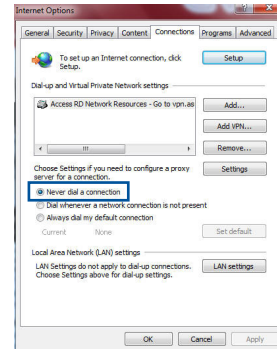 Internet Options
General Security Privacy Content Connections Programs Advanced
To set up an Internet connection, click Setup.
Setup
Dial-up and Virtual Private Network settings
Access RD Network Resources - Go to vpn.as
Add...
Add VPN...
Remove...
Choose Settings if you need to configure a proxy
server for a connection.
Settings
Never dial a connection
Dial whenever a network connection is not present
Always dial my default connection
Current None
Set default
Local Area Network (LAN) settings
LAN Settings do not apply to dial-up connections.
Choose Settings above for dial-up settings.
LAN settings
OK Cancel Apply